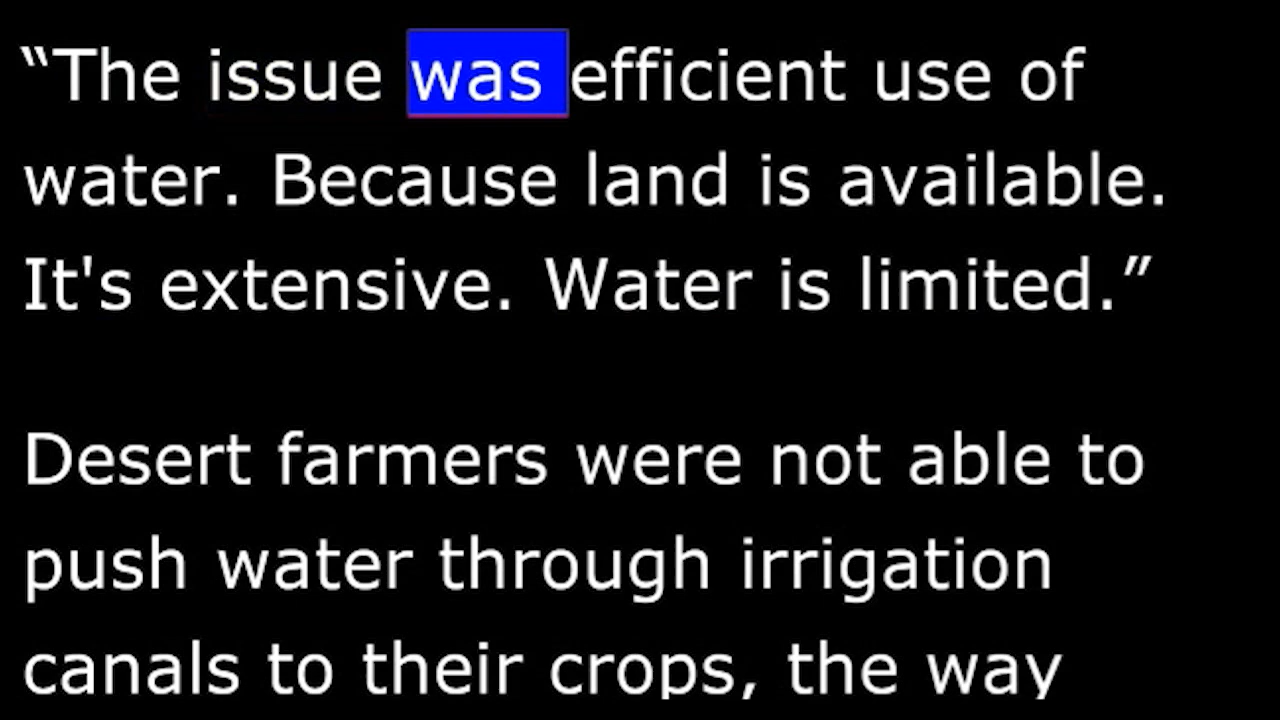 “The issue was efficient use of
water. Because land is available.
It's extensive. Water is limited.”
Desert farmers were not able to
push water through irrigation
canals to their crops, the way